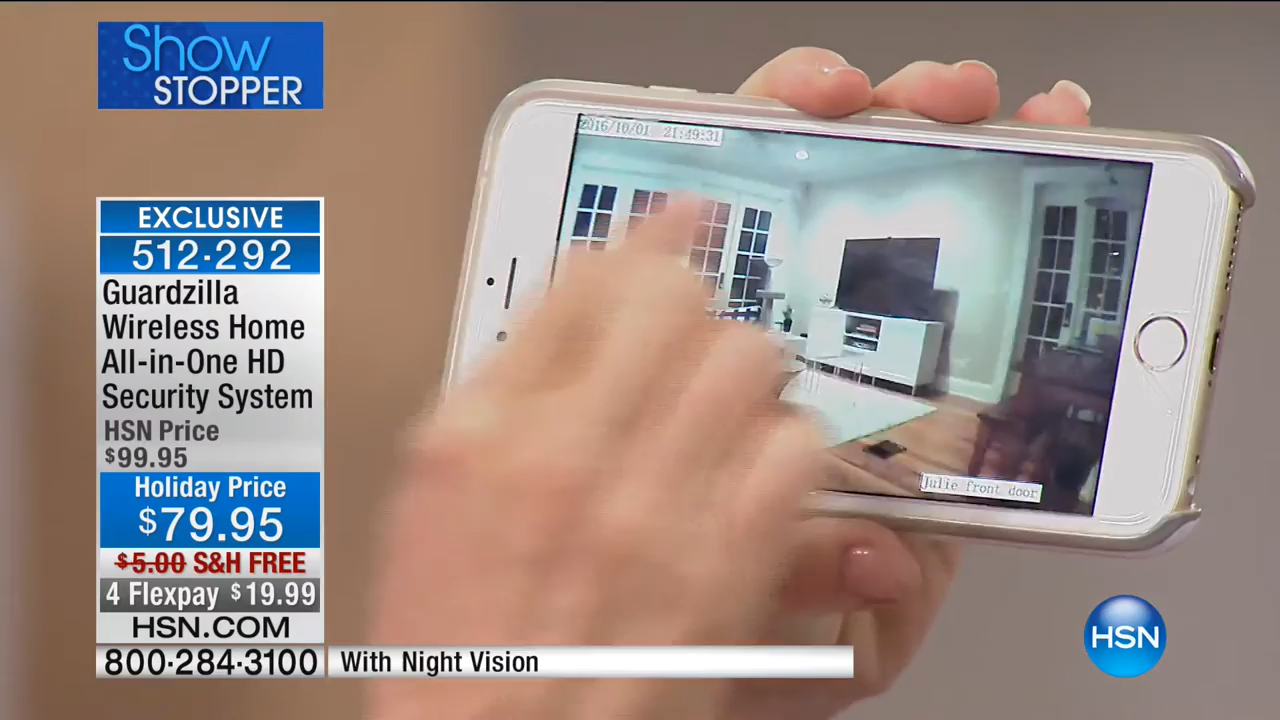 Show
STOPPER
EXCLUSIVE
512·292
Guardzilla
Wireless Home
All-in-One HD
Security System
HSN Price
$99.95
Holiday Price
$79.95
$5.00 S&H FREE
4 Flexpay $19.99
HSN.COM
800·284·3100
With Night Vision
2016/10/01 21:49:31
Julie front door
HSN